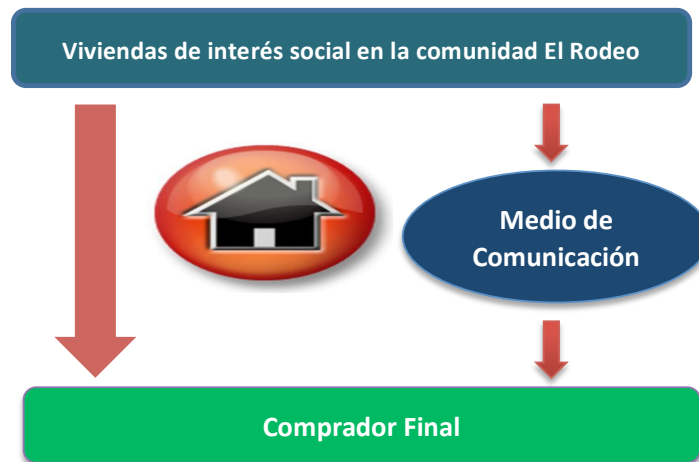 Viviendas de interés social en la comunidad El Rodeo
Medio de
Comunicación
Comprador Final